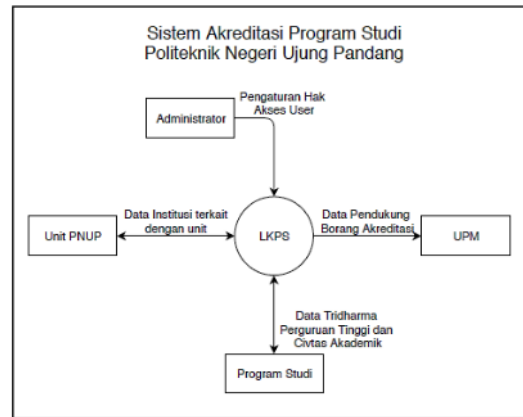 Sistem Akreditasi Program Studi
Politeknik Negeri Ujung Pandang
Pengaturan Hak
Akses User
Administrator
Data Institusi terkait
dengan unit
Data Pendukung
Borang Akreditasi
Unit PNUP
LKPS
UPM
Data Tridharma
Perguruan Tinggi dan
Civtas Akademik
Program Studi